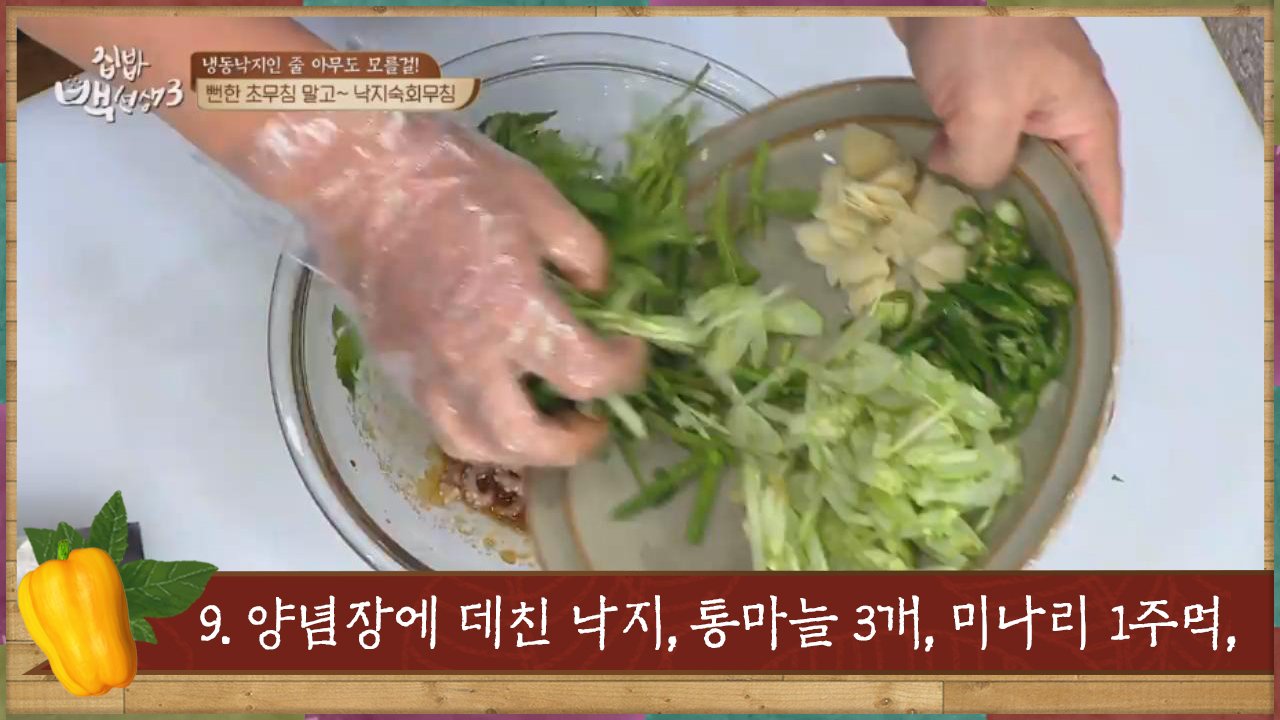 집밥
백선생3
냉동낙지인 줄 아무도 모를걸!
뻔한 초무침 말고~ 낙지숙회무침
9. 양념장에 데친 낙지, 통마늘 3개, 미나리 1주먹,